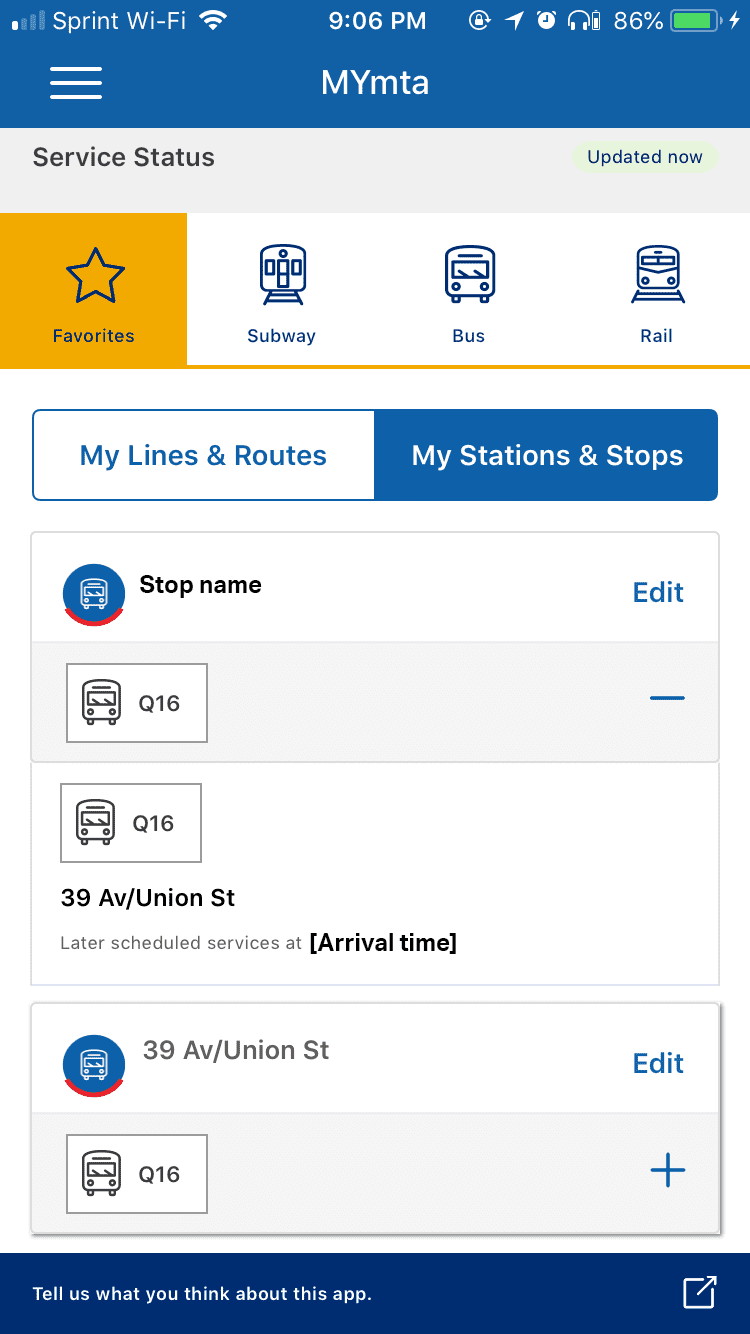 Sprint Wi-Fi 9:06 PM 86%
MYmta
Service Status Updated now
Favorites Subway Bus Rail
My Lines & Routes My Stations & Stops
Stop name Edit
Q16
Q16
39 Av/Union St
Later scheduled services at [Arrival time]
39 Av/Union St Edit
Q16
Tell us what you think about this app.